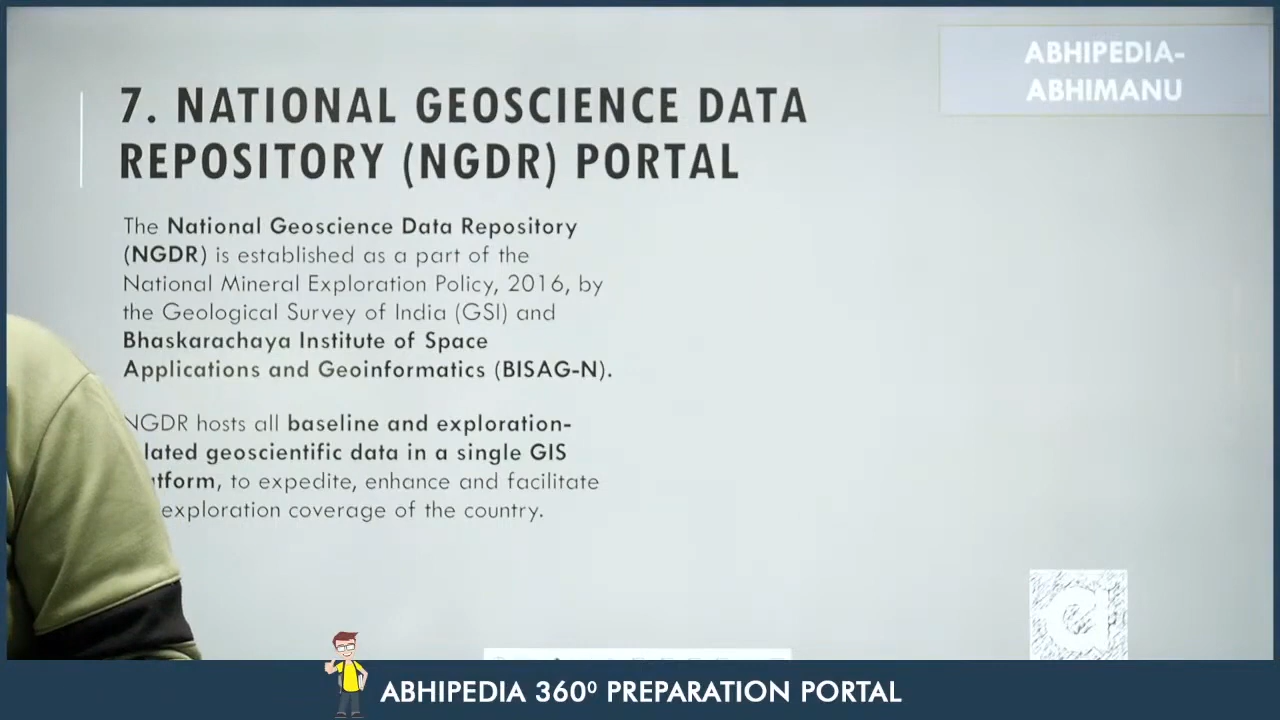 ABHIPEDIA-
ABHIMANU
7. NATIONAL GEOSCIENCE DATA
REPOSITORY (NGDR) PORTAL
The National Geoscience Data Repository
(NGDR) is established as a part of the
National Mineral Exploration Policy, 2016, by
the Geological Survey of India (GSI) and
Bhaskarachaya Institute of Space
Applications and Geoinformatics (BISAG-N).
NGDR hosts all baseline and exploration-
lated geoscientific data in a single GIS
tform, to expedite, enhance and facilitate
exploration coverage of the country.
ABHIPEDIA 360⁰ PREPARATION PORTAL